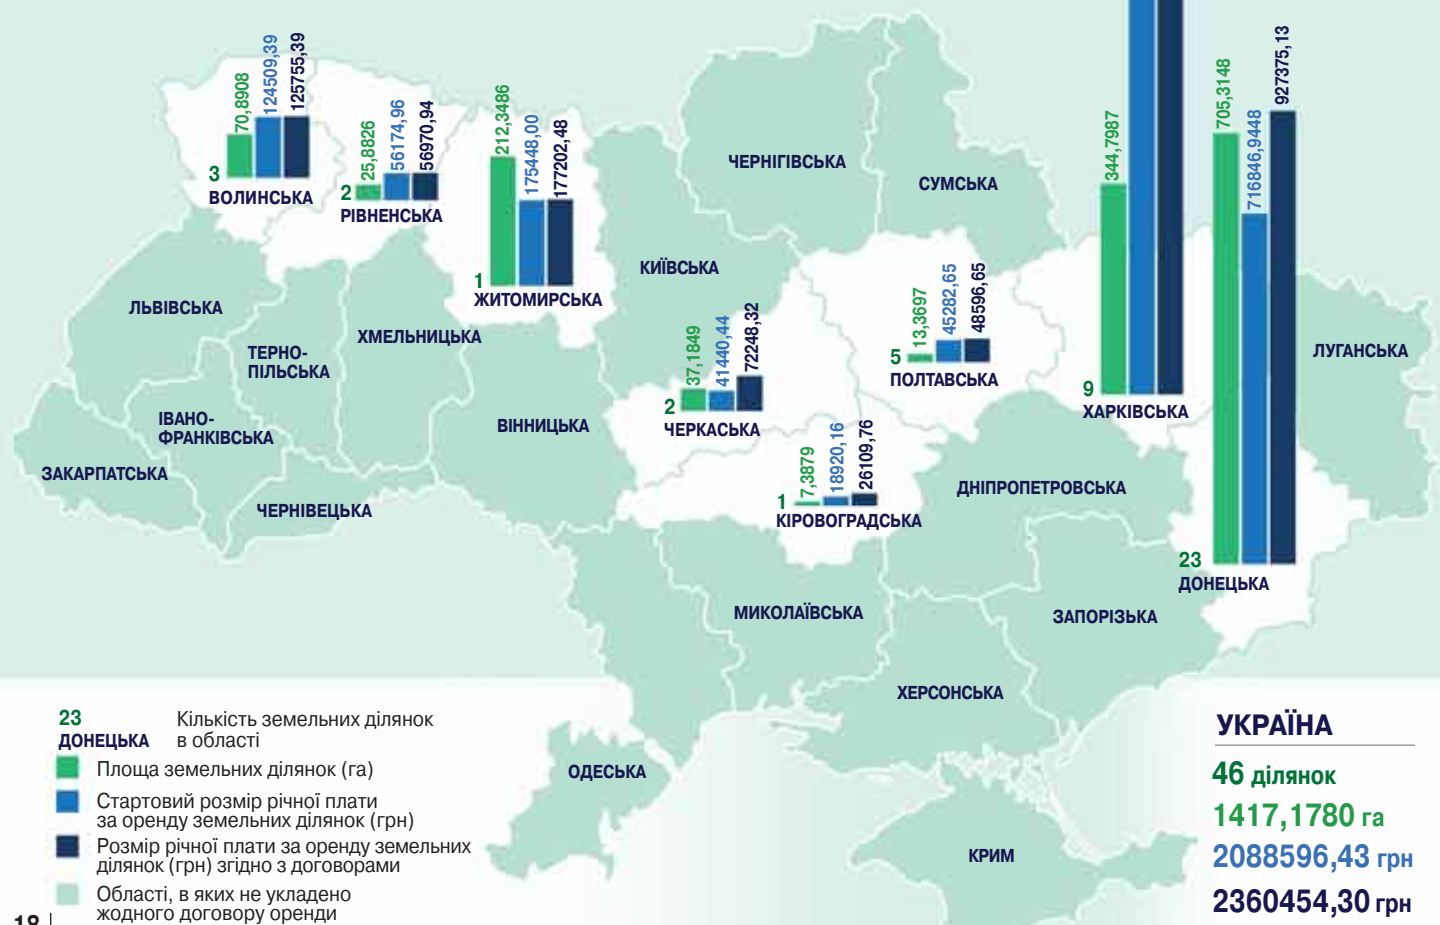 3
70,8908
124509,39
125755,39
ВОЛИНСЬКА
2
25,8826
56174,96
56970,94
РІВНЕНСЬКА
1
212,3486
175448,00
177202,48
ЖИТОМИРСЬКА
ЧЕРНІГІВСЬКА
СУМСЬКА
КИЇВСЬКА
ЛЬВІВСЬКА
ТЕРНО-
ПІЛЬСЬКА
ХМЕЛЬНИЦЬКА
ІВАНО-
ФРАНКІВСЬКА
ЗАКАРПАТСЬКА
ЧЕРНІВЕЦЬКА
ВІННИЦЬКА
2
37,1849
41440,44
72248,32
ЧЕРКАСЬКА
5
13,3697
45282,65
48596,65
ПОЛТАВСЬКА
9
344,7987
ХАРКІВСЬКА
23
705,3148
716846,9448
927375,13
ДОНЕЦЬКА
ЛУГАНСЬКА
1
7,3879
18920,16
26109,76
КІРОВОГРАДСЬКА
ДНІПРОПЕТРОВСЬКА
МИКОЛАЇВСЬКА
ЗАПОРІЗЬКА
ХЕРСОНСЬКА
ОДЕСЬКА
КРИМ
23
ДОНЕЦЬКА
Кількість земельних ділянок
в області
Площа земельних ділянок (га)
Стартовий розмір річної плати
за оренду земельних ділянок (грн)
Розмір річної плати за оренду земельних
ділянок (грн) згідно з договорами
Області, в яких не укладено
жодного договору оренди
УКРАЇНА
46 ділянок
1417,1780 га
2088596,43 грн
2360454,30 грн
18